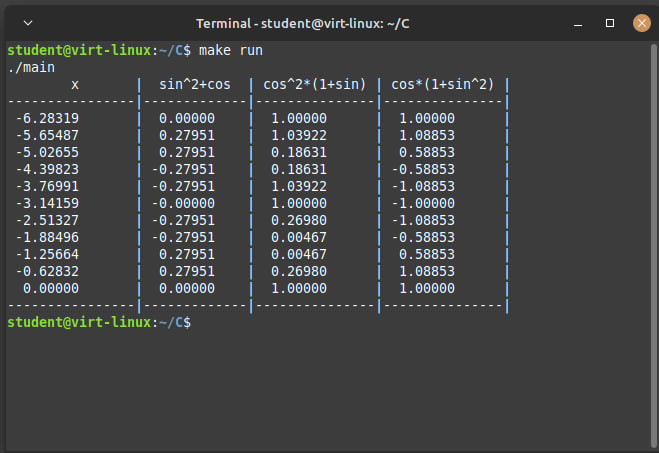 Terminal - student@virt-linux: ~/C
student@virt-linux:~/C$ make run
./main
        x       |  sin^2+cos  | cos^2*(1+sin) | cos*(1+sin^2) |
----------------|-------------|---------------|---------------|
 -6.28319       |  0.00000    |  1.00000      |  1.00000      |
 -5.65487       |  0.27951    |  1.03922      |  1.08853      |
 -5.02655       |  0.27951    |  0.18631      |  0.58853      |
 -4.39823       | -0.27951    |  0.18631      | -0.58853      |
 -3.76991       | -0.27951    |  1.03922      | -1.08853      |
 -3.14159       | -0.00000    |  1.00000      | -1.00000      |
 -2.51327       | -0.27951    |  0.26980      | -1.08853      |
 -1.88496       | -0.27951    |  0.00467      | -0.58853      |
 -1.25664       |  0.27951    |  0.00467      |  0.58853      |
 -0.62832       |  0.27951    |  0.26980      |  1.08853      |
  0.00000       |  0.00000    |  1.00000      |  1.00000      |
----------------|-------------|---------------|---------------|
student@virt-linux:~/C$